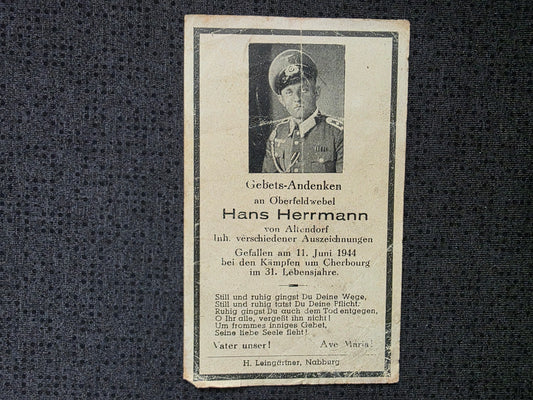 Gebets-Andenken
an Oberfeldwebel
Hans Herrmann
von Altendorf
Inh. verschiedener Auszeichnungen
Gefallen am 11. Juni 1944
bei den Kämpfen um Cherbourg
im 31. Lebensjahre.
Still und ruhig gingst Du Deine Wege,
Still und ruhig tatst Du Deine Pflicht.
Ruhig gingst Du auch dem Tod entgegen,
O Ihr alle, vergeßt ihn nicht!
Um frommes inniges Gebet,
Seine liebe Seele fleht!
Vater unser! Ave Maria!
H. Leingärtner, Nabburg